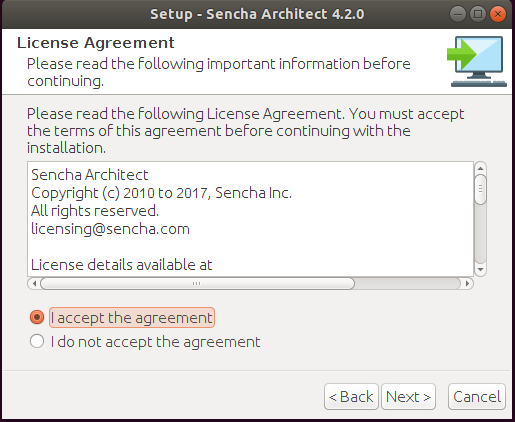 Setup - Sencha Architect 4.2.0
License Agreement
Please read the following important information before
continuing.
Please read the following License Agreement. You must accept
the terms of this agreement before continuing with the
installation.
Sencha Architect
Copyright (c) 2010 to 2017, Sencha Inc.
All rights reserved.
licensing@sencha.com
License details available at
I accept the agreement
I do not accept the agreement
< Back Next > Cancel